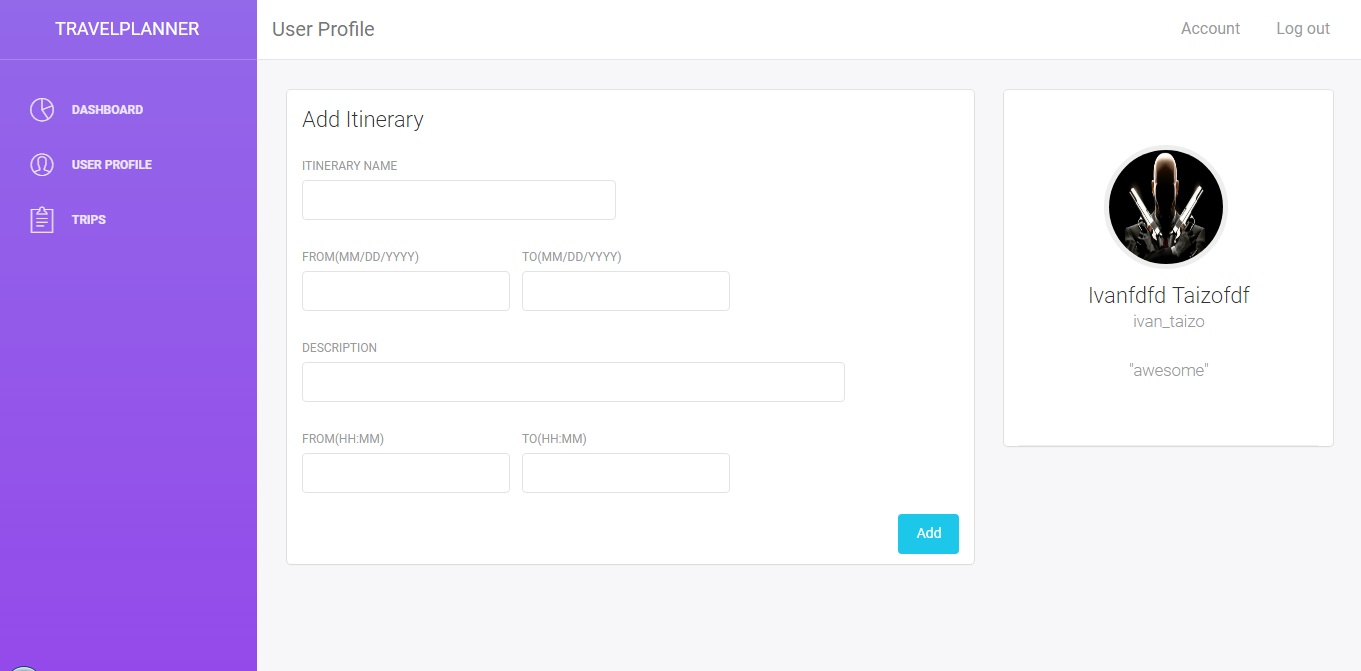 TRAVELPLANNER
User Profile
Account
Log out
DASHBOARD
USER PROFILE
TRIPS
Add Itinerary
ITINERARY NAME
FROM(MM/DD/YYYY)
TO(MM/DD/YYYY)
DESCRIPTION
FROM(HH:MM)
TO(HH:MM)
Add
Ivanfdfd Taizofdf
ivan_taizo
"awesome"